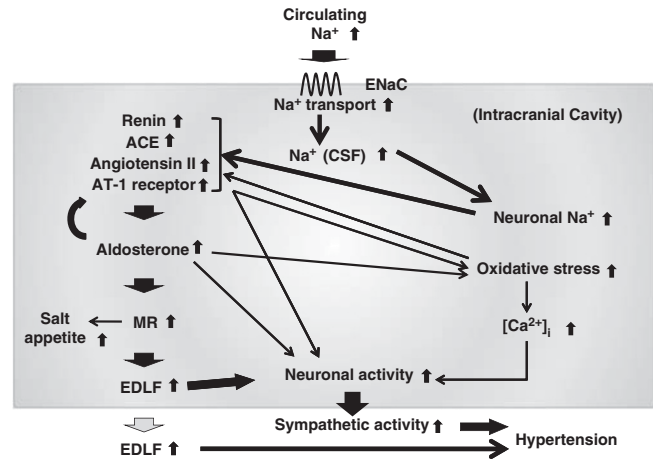 Circulating
Na⁺ ⬆
ENaC
Na⁺ transport ⬆
(Intracranial Cavity)
Renin ⬆
ACE ⬆
Angiotensin II ⬆
AT-1 receptor ⬆
Na⁺ (CSF) ⬆
Neuronal Na⁺ ⬆
Aldosterone ⬆
Oxidative stress ⬆
Salt
appetite ⬆
MR ⬆
[Ca²⁺]ᵢ ⬆
EDLF ⬆
Neuronal activity ⬆
Sympathetic activity ⬆
EDLF ⬆
Hypertension